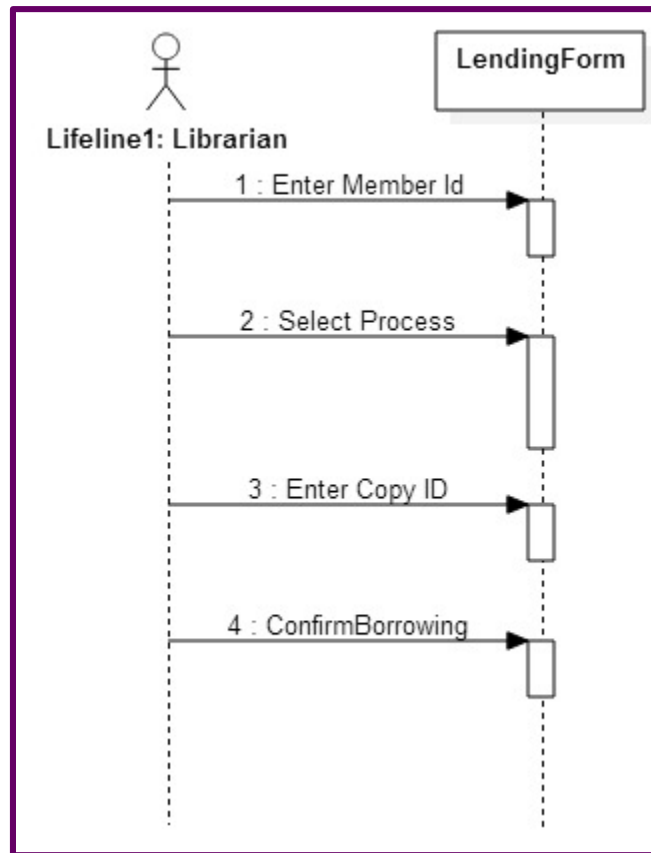 LendingForm
Lifeline1: Librarian
1 : Enter Member Id
2 : Select Process
3 : Enter Copy ID
4 : ConfirmBorrowing